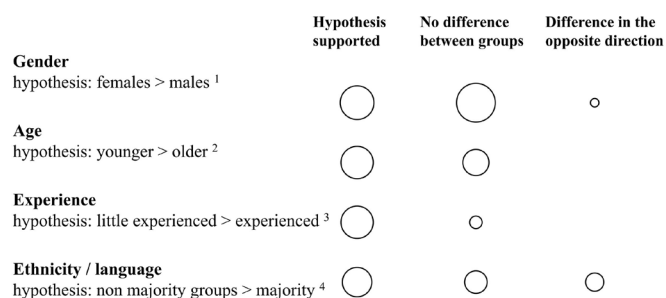 Hypothesis supported
No difference between groups
Difference in the opposite direction
Gender
hypothesis: females > males 1
Age
hypothesis: younger > older 2
Experience
hypothesis: little experienced > experienced 3
Ethnicity / language
hypothesis: non majority groups > majority 4